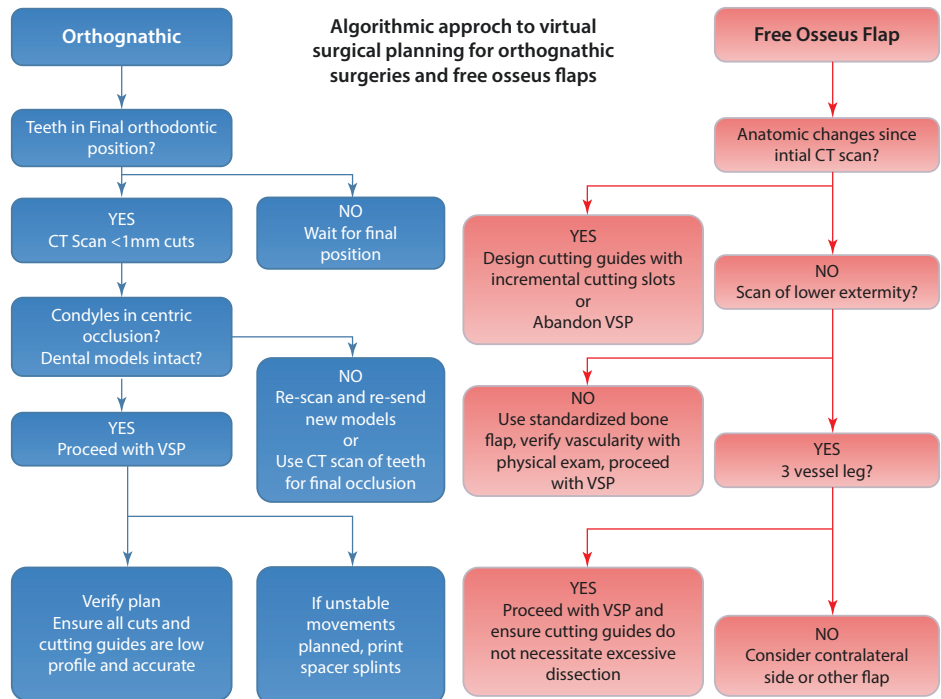 Algorithmic approch to virtual
surgical planning for orthognathic
surgeries and free osseus flaps
Orthognathic
Teeth in Final orthodontic
position?
YES
CT Scan <1mm cuts
NO
Wait for final
position
Condyles in centric
occlusion?
Dental models intact?
NO
Re-scan and re-send
new models
or
Use CT scan of teeth
for final occlusion
YES
Proceed with VSP
Verify plan
Ensure all cuts and
cutting guides are low
profile and accurate
If unstable
movements
planned, print
spacer splints
Free Osseus Flap
Anatomic changes since
intial CT scan?
YES
Design cutting guides with
incremental cutting slots
or
Abandon VSP
NO
Scan of lower extermity?
NO
Use standardized bone
flap, verify vascularity with
physical exam, proceed
with VSP
YES
3 vessel leg?
YES
Proceed with VSP and
ensure cutting guides do
not necessitate excessive
dissection
NO
Consider contralateral
side or other flap